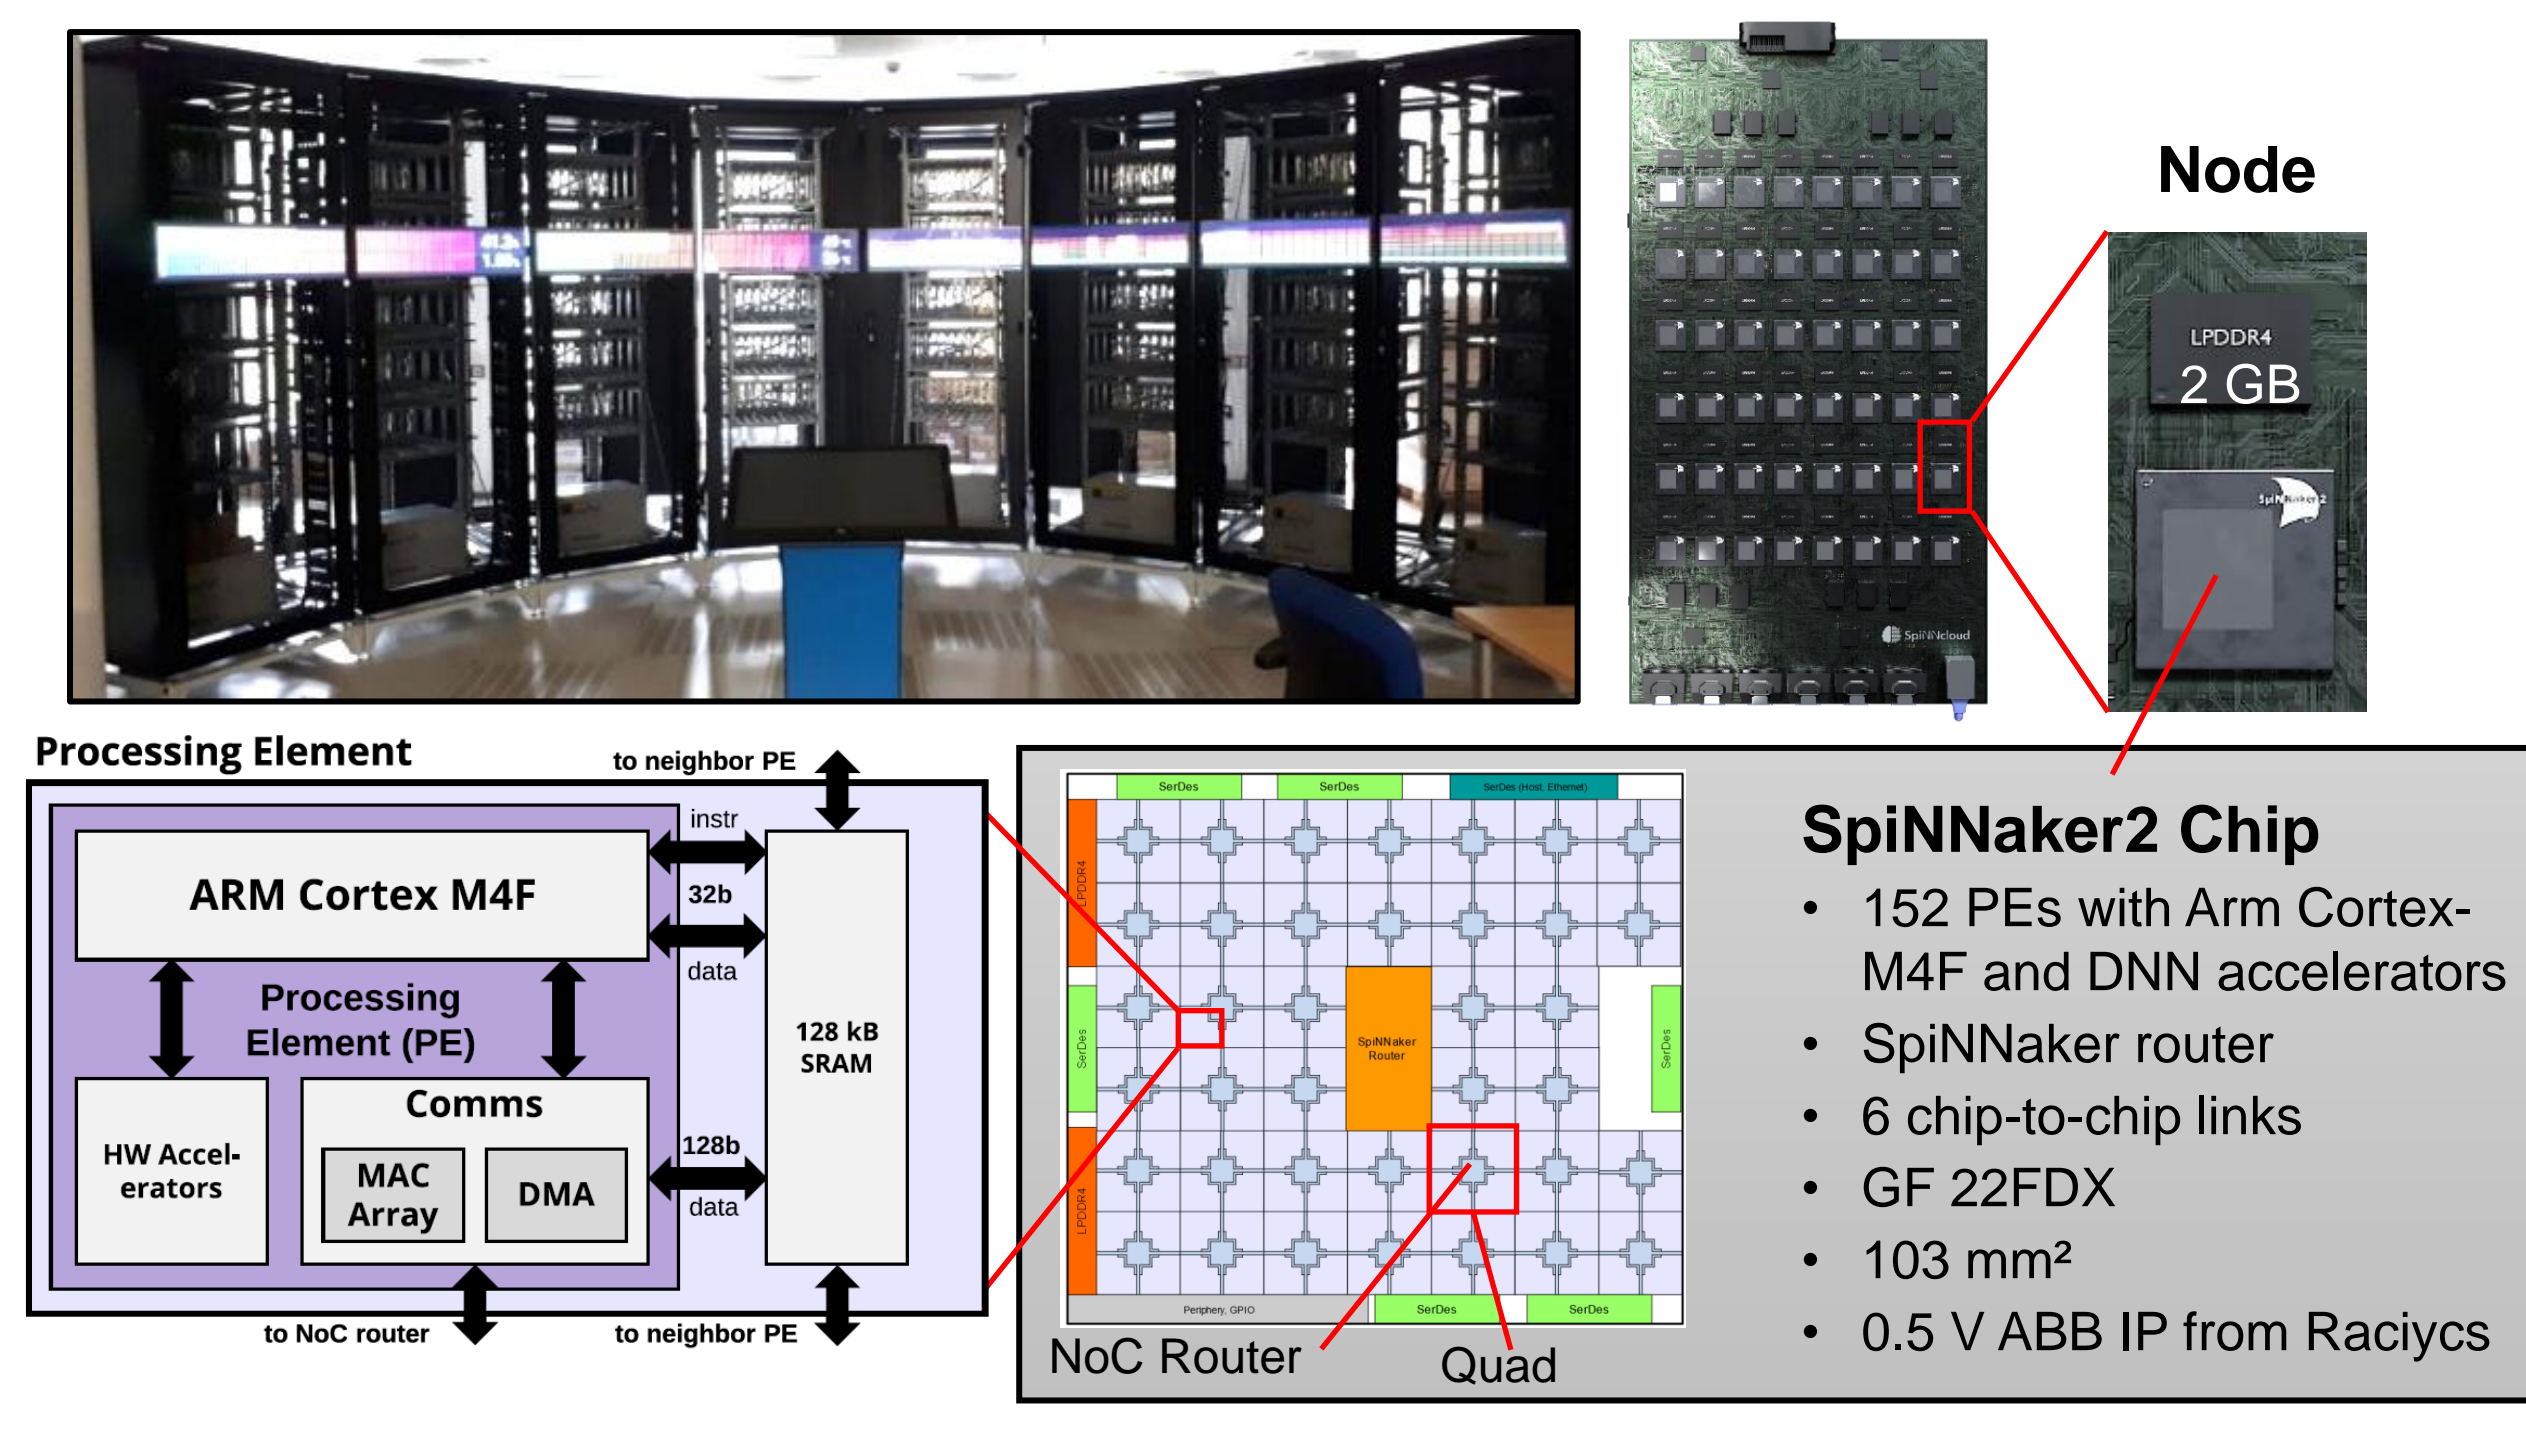 Node
LPDDR4
2 GB
SpiNNaker2
SpiNNcloud
Processing Element
to neighbor PE
instr
ARM Cortex M4F
32b
data
Processing
Element (PE)
128 kB
SRAM
Comms
HW Accel-
erators
MAC
Array
DMA
128b
data
to NoC router
to neighbor PE
SerDes
SerDes
SerDes (Host, Ethernet)
LPDDR4
SerDes
SpiNNaker
Router
SerDes
LPDDR4
Periphery, GPIO
SerDes
SerDes
NoC Router
Quad
SpiNNaker2 Chip
• 152 PEs with Arm Cortex-
M4F and DNN accelerators
• SpiNNaker router
• 6 chip-to-chip links
• GF 22FDX
• 103 mm²
• 0.5 V ABB IP from Raciycs